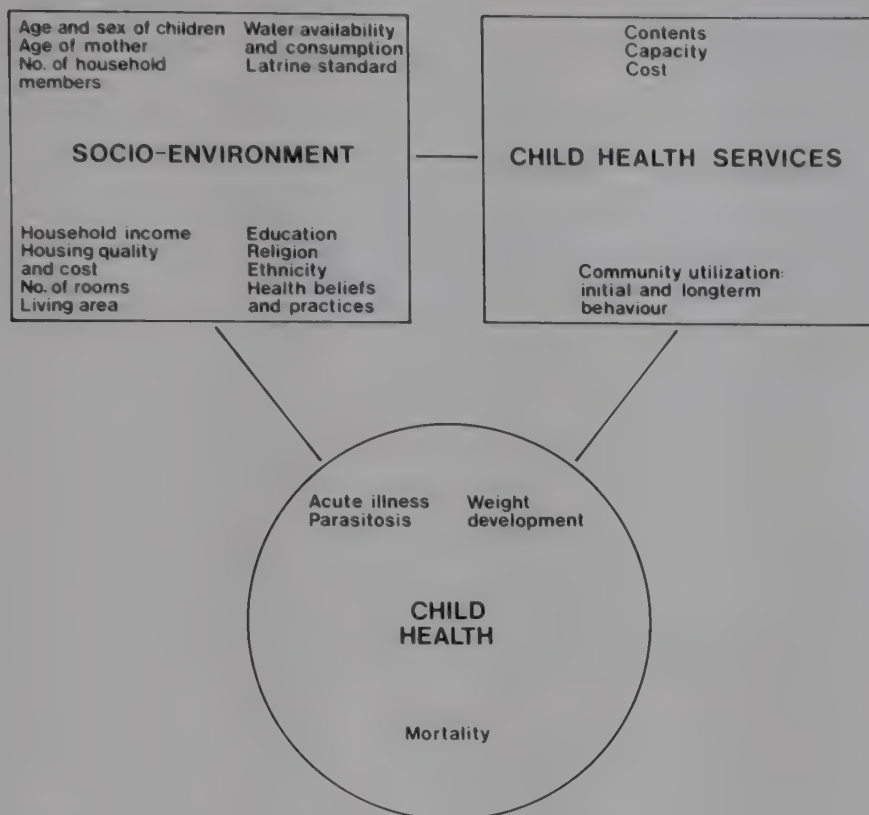 Age and sex of children
Age of mother
No. of household
members
Water availability
and consumption
Latrine standard
SOCIO-ENVIRONMENT
Household income
Housing quality
and cost
No. of rooms
Living area
Education
Religion
Ethnicity
Health beliefs
and practices
Contents
Capacity
Cost
CHILD HEALTH SERVICES
Community utilization:
initial and longterm
behaviour
Acute illness
Parasitosis
Weight
development
CHILD
HEALTH
Mortality